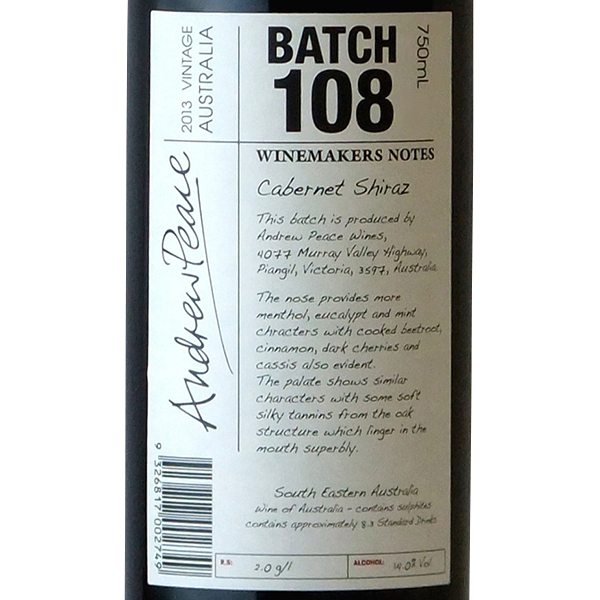 2013 VINTAGE
AUSTRALIA
Andrew Peace
BATCH
108
750mL
WINEMAKERS NOTES
Cabernet Shiraz
This batch is produced by
Andrew Peace Wines,
4077 Murray Valley Highway,
Piangil, Victoria, 3597, Australia
The nose provides more
menthol, eucalypt and mint
chracters with cooked beetroot,
cinnamon, dark cherries and
cassis also evident.
The palate shows similar
characters with some soft
silky tannins from the oak
structure which linger in the
mouth superbly.
South Eastern Australia
Wine of Australia - contains sulphites
contains approximately 8.3 Standard Drinks
R.S: 2.0 g/l
ALCOHOL: 14.0% Vol
9 326817 002749